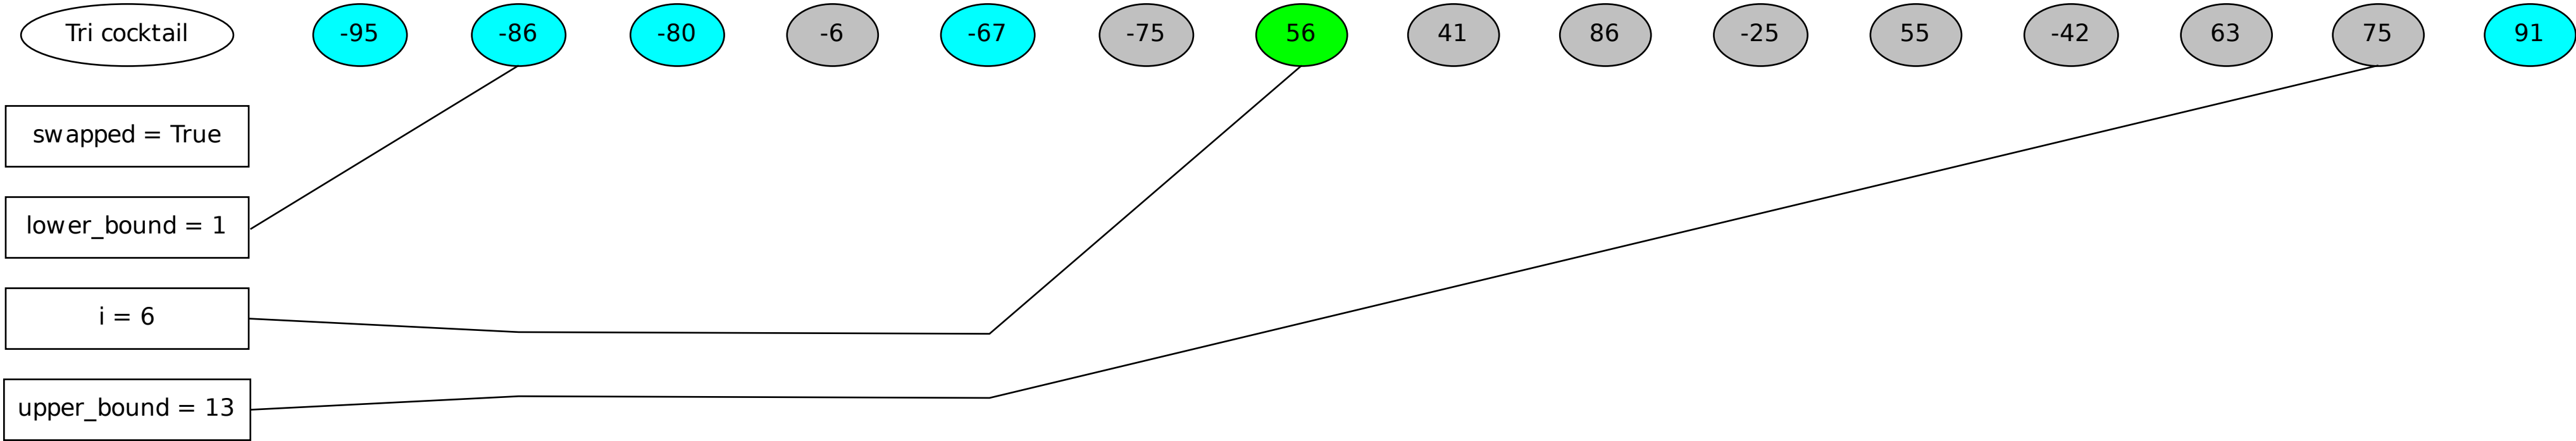 Tri cocktail -95 -86 -80 -6 -67 -75 56 41 86 -25 55 -42 63 75 91
swapped = True
lower_bound = 1
i = 6
upper_bound = 13